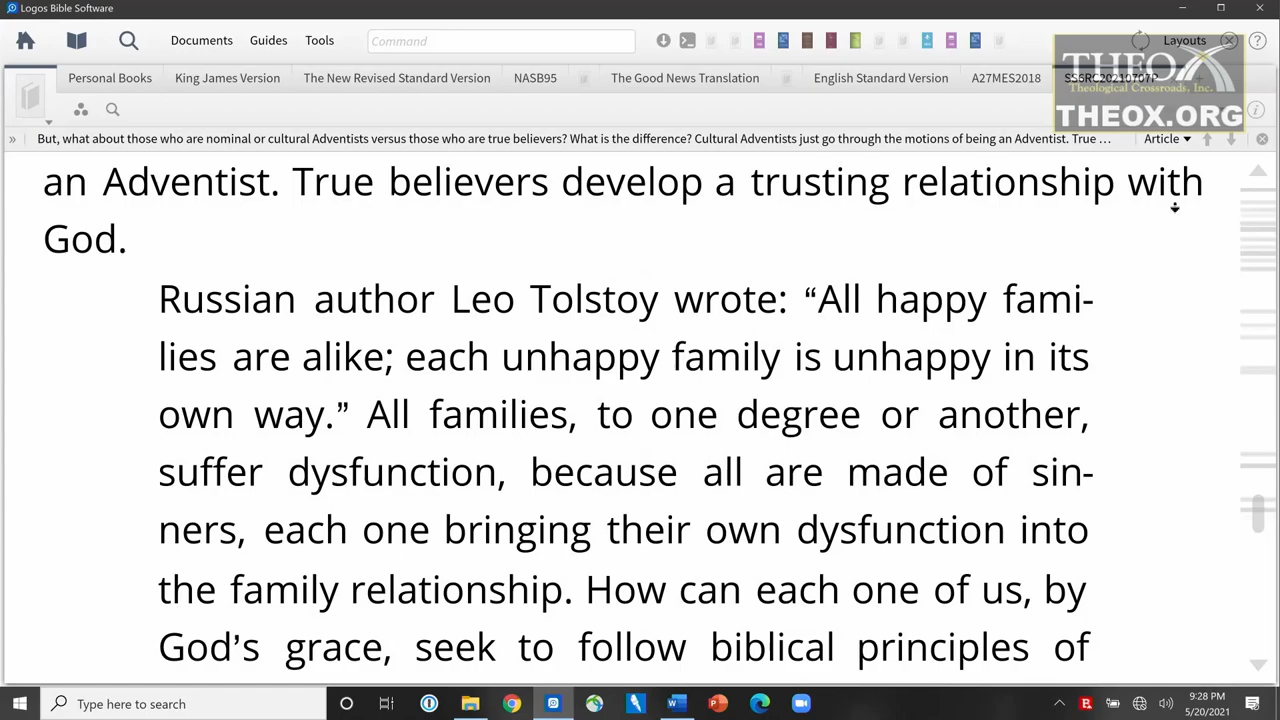 Logos Bible Software
Documents Guides Tools Command Layouts
Personal Books King James Version The New Revised Standard Version NASB95 The Good News Translation English Standard Version A27MES2018 SS6RC20210707P
THEOX
Theological Crossroads, Inc.
THEOX.ORG
» But, what about those who are nominal or cultural Adventists versus those who are true believers? What is the difference? Cultural Adventists just go through the motions of being an Adventist. True ... Article
an Adventist. True believers develop a trusting relationship with
God.
Russian author Leo Tolstoy wrote: “All happy fami-
lies are alike; each unhappy family is unhappy in its
own way.” All families, to one degree or another,
suffer dysfunction, because all are made of sin-
ners, each one bringing their own dysfunction into
the family relationship. How can each one of us, by
God’s grace, seek to follow biblical principles of
Type here to search
9:28 PM
5/20/2021